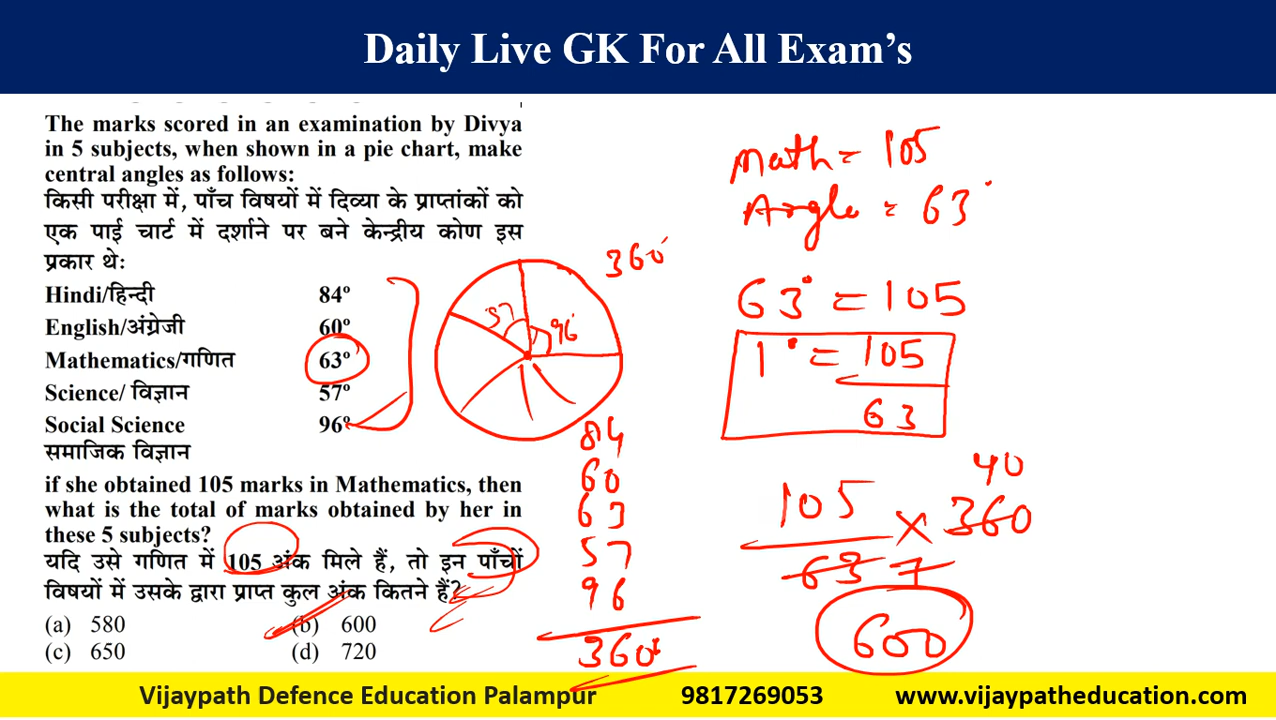 Daily Live GK For All Exam’s
The marks scored in an examination by Divya
in 5 subjects, when shown in a pie chart, make
central angles as follows:
किसी परीक्षा में, पाँच विषयों में दिव्या के प्राप्तांकों को
एक पाई चार्ट में दर्शाने पर बने केन्द्रीय कोण इस
प्रकार थेः
Hindi/हिन्दी 84º
English/अंग्रेजी 60º
Mathematics/गणित 63º
Science/ विज्ञान 57º
Social Science 96º
समाजिक विज्ञान
if she obtained 105 marks in Mathematics, then
what is the total of marks obtained by her in
these 5 subjects?
यदि उसे गणित में 105 अंक मिले हैं, तो इन पाँचों
विषयों में उसके द्वारा प्राप्त कुल अंक कितने हैं?
(a) 580 (b) 600
(c) 650 (d) 720
360°
57 96
84
60
63
57
96
360°
Math = 105
Angle = 63°
63° = 105
1° = 105
63
40
105 × 360
63 7
600
Vijaypath Defence Education Palampur 9817269053 www.vijaypatheducation.com